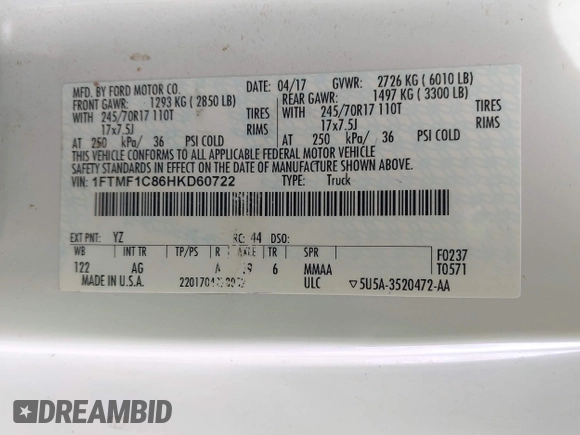 MFD. BY FORD MOTOR CO. DATE: 04/17 GVWR: 2726 KG ( 6010 LB)
FRONT GAWR: 1293 KG ( 2850 LB) REAR GAWR: 1497 KG ( 3300 LB)
WITH 245/70R17 110T TIRES WITH 245/70R17 110T TIRES
17x7.5J RIMS 17x7.5J RIMS
AT 250 kPa/ 36 PSI COLD AT 250 kPa/ 36 PSI COLD
THIS VEHICLE CONFORMS TO ALL APPLICABLE FEDERAL MOTOR VEHICLE
SAFETY STANDARDS IN EFFECT ON THE DATE OF MANUFACTURE SHOWN ABOVE.
VIN: 1FTMF1C86HKD60722 TYPE: Truck
EXT PNT: YZ RC: 44 DSO:
WB INT TR TP/PS R AXLE TR SPR F0237
122 AG A 19 6 MMAA T0571
MADE IN U.S.A. ULC ▽5U5A-3520472-AA
DREAMBID